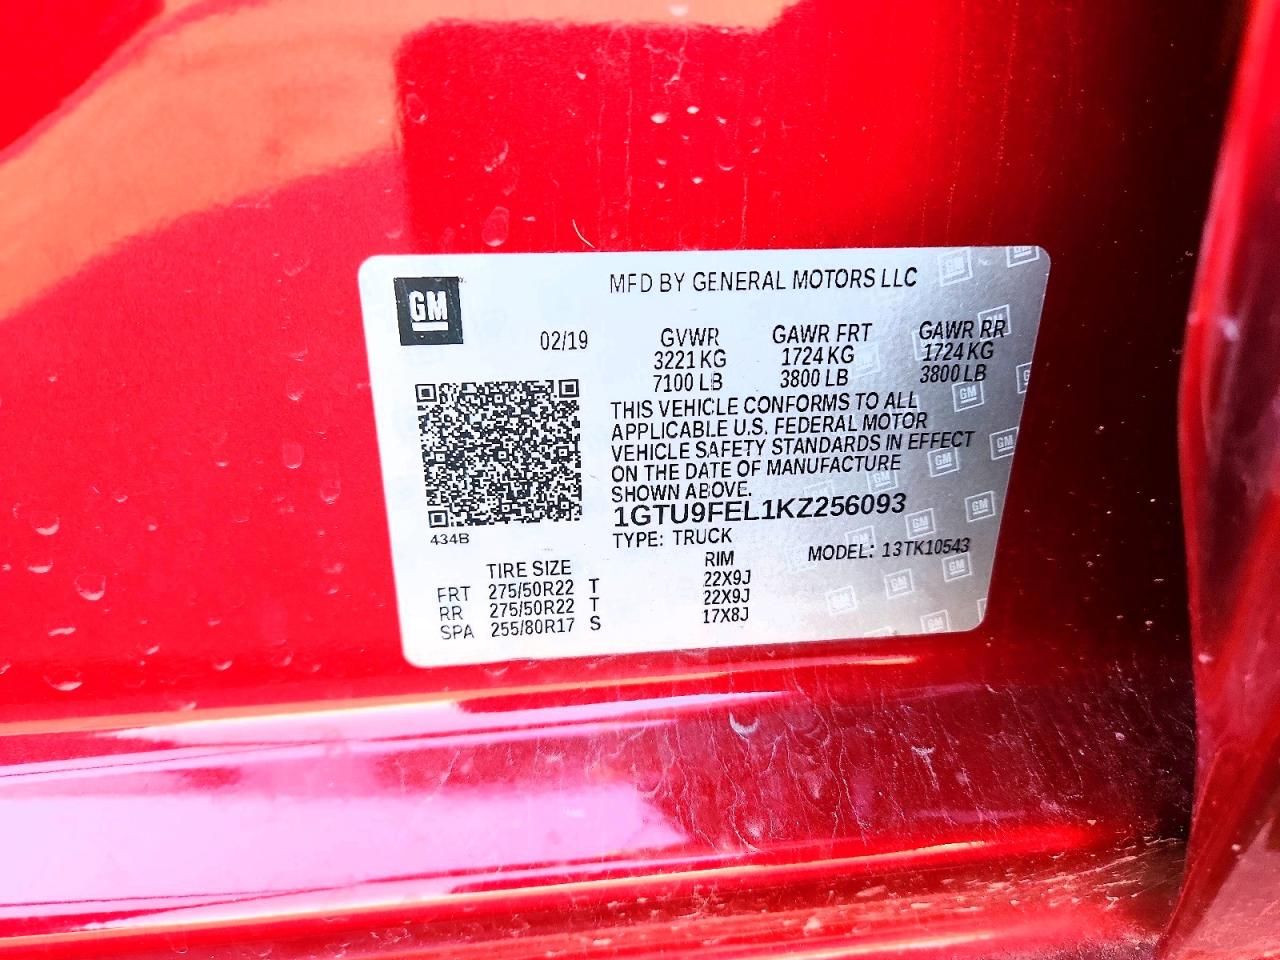 GM
MFD BY GENERAL MOTORS LLC
02/19 GVWR GAWR FRT GAWR RR
3221 KG 1724 KG 1724 KG
7100 LB 3800 LB 3800 LB
THIS VEHICLE CONFORMS TO ALL
APPLICABLE U.S. FEDERAL MOTOR
VEHICLE SAFETY STANDARDS IN EFFECT
ON THE DATE OF MANUFACTURE
SHOWN ABOVE.
1GTU9FEL1KZ256093
434B
TYPE: TRUCK MODEL: 13TK10543
TIRE SIZE RIM
FRT 275/50R22 T 22X9J
RR 275/50R22 T 22X9J
SPA 255/80R17 S 17X8J